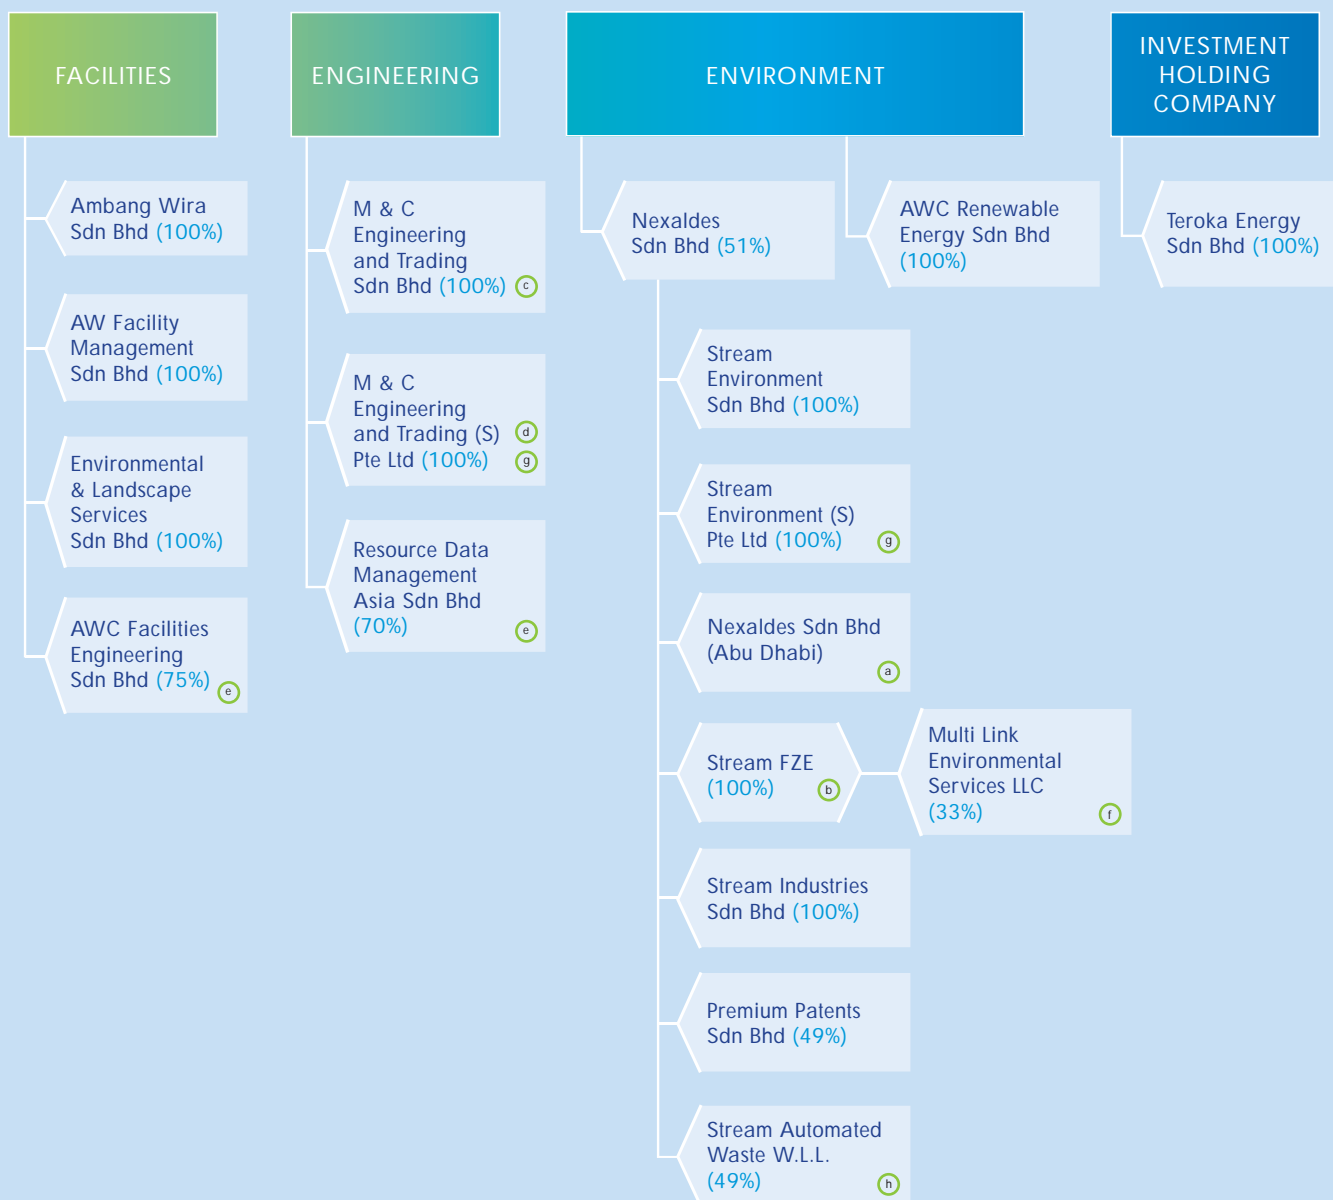 FACILITIES
Ambang Wira
Sdn Bhd (100%)
AW Facility
Management
Sdn Bhd (100%)
Environmental
& Landscape
Services
Sdn Bhd (100%)
AWC Facilities
Engineering
Sdn Bhd (75%)
e
ENGINEERING
M & C
Engineering
and Trading
Sdn Bhd (100%) c
M & C
Engineering
and Trading (S) d
Pte Ltd (100%) g
Resource Data
Management
Asia Sdn Bhd
(70%) e
ENVIRONMENT
Nexaldes
Sdn Bhd (51%)
Stream
Environment
Sdn Bhd (100%)
Stream
Environment (S)
Pte Ltd (100%) g
Nexaldes Sdn Bhd
(Abu Dhabi)
a
Stream FZE
(100%) b
Multi Link
Environmental
Services LLC
(33%) f
Stream Industries
Sdn Bhd (100%)
Premium Patents
Sdn Bhd (49%)
Stream Automated
Waste W.L.L.
(49%) h
AWC Renewable
Energy Sdn Bhd
(100%)
INVESTMENT
HOLDING
COMPANY
Teroka Energy
Sdn Bhd (100%)